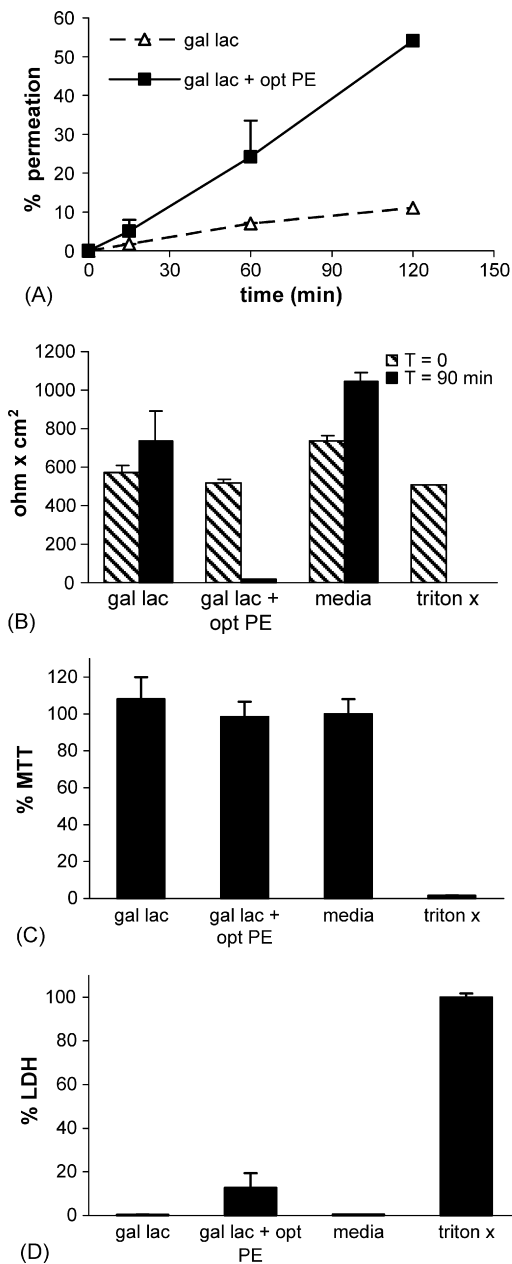 60
50
40
30
20
10
0
% permeation
gal lac
gal lac + opt PE
0 30 60 90 120 150
time (min)
(A)
1200
1000
800
600
400
200
0
ohm x cm²
T = 0
T = 90 min
gal lac gal lac + media triton x
opt PE
(B)
120
100
80
60
40
20
0
% MTT
gal lac gal lac + media triton x
opt PE
(C)
100
80
60
40
20
0
% LDH
gal lac gal lac + opt media triton x
PE
(D)